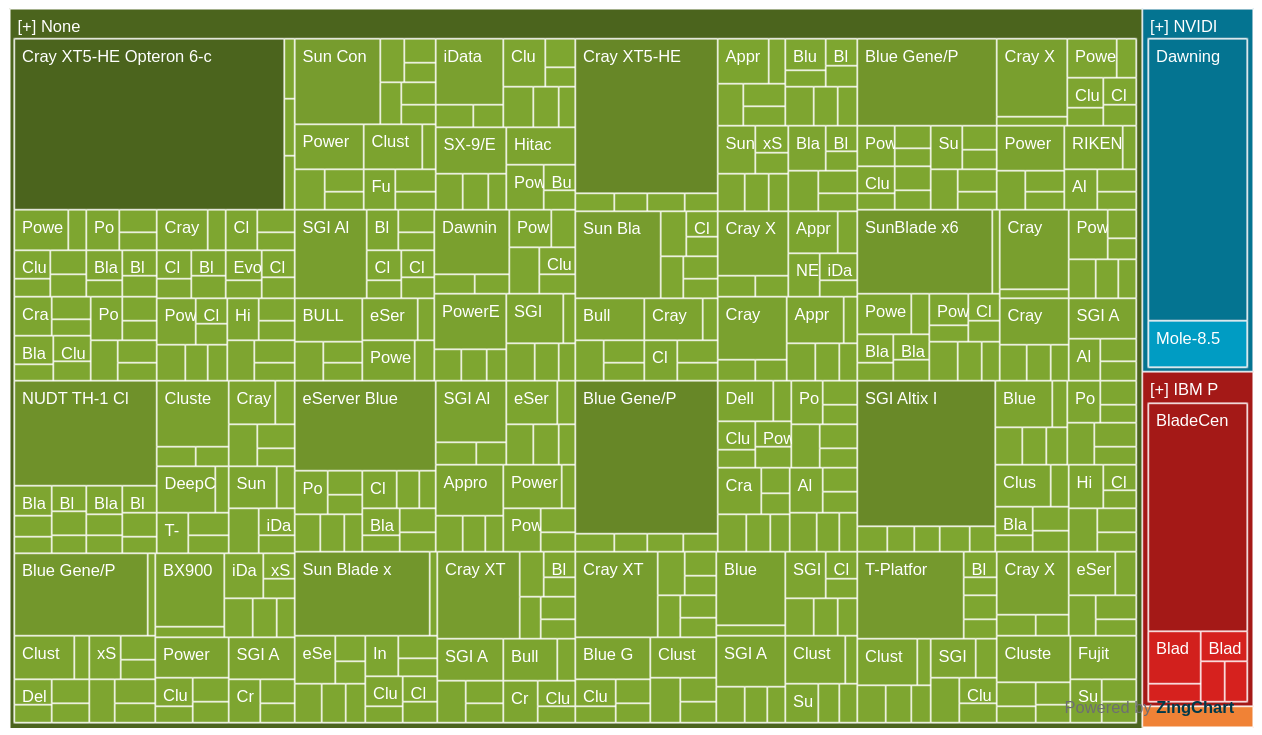 [+] None
[+] NVIDI
Cray XT5-HE Opteron 6-c
Sun Con
iData
Clu
Cray XT5-HE
Appr
Blu
Bl
Blue Gene/P
Cray X
Powe
Dawning
Clu
Cl
Power
Clust
SX-9/E
Hitac
Sun
xS
Bla
Bl
Pow
Su
Power
RIKEN
Fu
Pow
Bu
Clu
Al
Powe
Po
Cray
Cl
SGI Al
Bl
Dawnin
Pow
Sun Bla
Cl
Cray X
Appr
SunBlade x6
Cray
Pow
Clu
Bla
Bl
Cl
Bl
Evo
Cl
Cl
Cl
Clu
NE
iDa
Cra
Po
Pow
Cl
Hi
BULL
eSer
PowerE
SGI
Bull
Cray
Cray
Appr
Powe
Pow
Cl
Cray
SGI A
Mole-8.5
Bla
Clu
Powe
Cl
Bla
Bla
Al
[+] IBM P
NUDT TH-1 Cl
Cluste
Cray
eServer Blue
SGI Al
eSer
Blue Gene/P
Dell
Po
SGI Altix I
Blue
Po
BladeCen
Clu
Pow
DeepC
Sun
Po
Cl
Appro
Power
Cra
Al
Clus
Hi
Cl
Bla
Bl
Bla
Bl
T-
iDa
Bla
Pow
Bla
Blue Gene/P
BX900
iDa
xS
Sun Blade x
Cray XT
Bl
Cray XT
Blue
SGI
Cl
T-Platfor
Bl
Cray X
eSer
Clust
xS
Power
SGI A
eSe
In
SGI A
Bull
Blue G
Clust
SGI A
Clust
Clust
SGI
Cluste
Fujit
Blad
Blad
Del
Clu
Cr
Clu
Cl
Cr
Clu
Clu
Su
Clu
Su
Powered by ZingChart